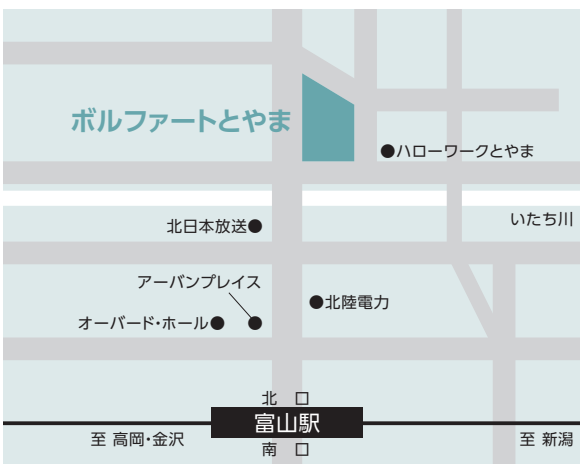 ボルファートとやま
●ハローワークとやま
北日本放送●
いたち川
アーバンプレイス
●北陸電力
オーバード・ホール●
北 口
富山駅
至 高岡・金沢
至 新潟
南 口